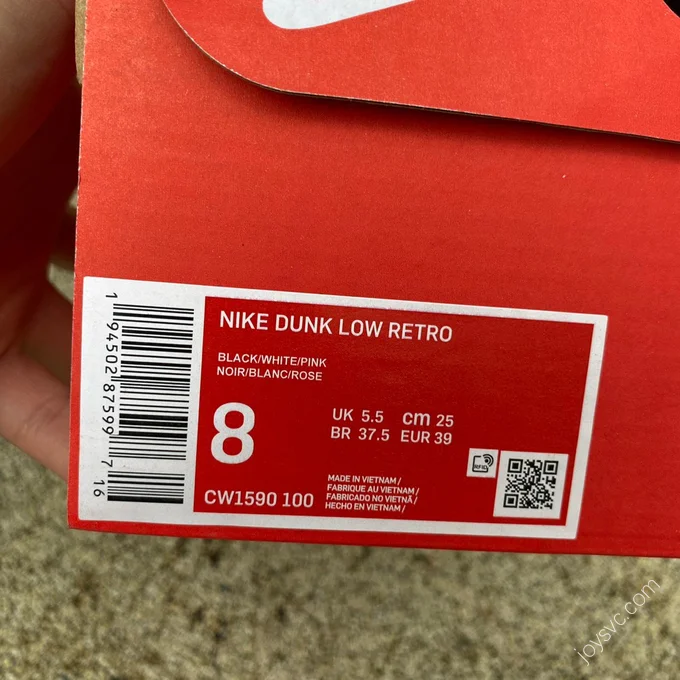 NIKE DUNK LOW RETRO
BLACK/WHITE/PINK
NOIR/BLANC/ROSE
8
UK 5.5 cm 25
BR 37.5 EUR 39
RFID
CW1590 100
MADE IN VIETNAM /
FABRIQUE AU VIETNAM /
FABRICADO NO VIETNÃ /
HECHO EN VIETNAM /
1 94502 87599 7 16
joysvc.com